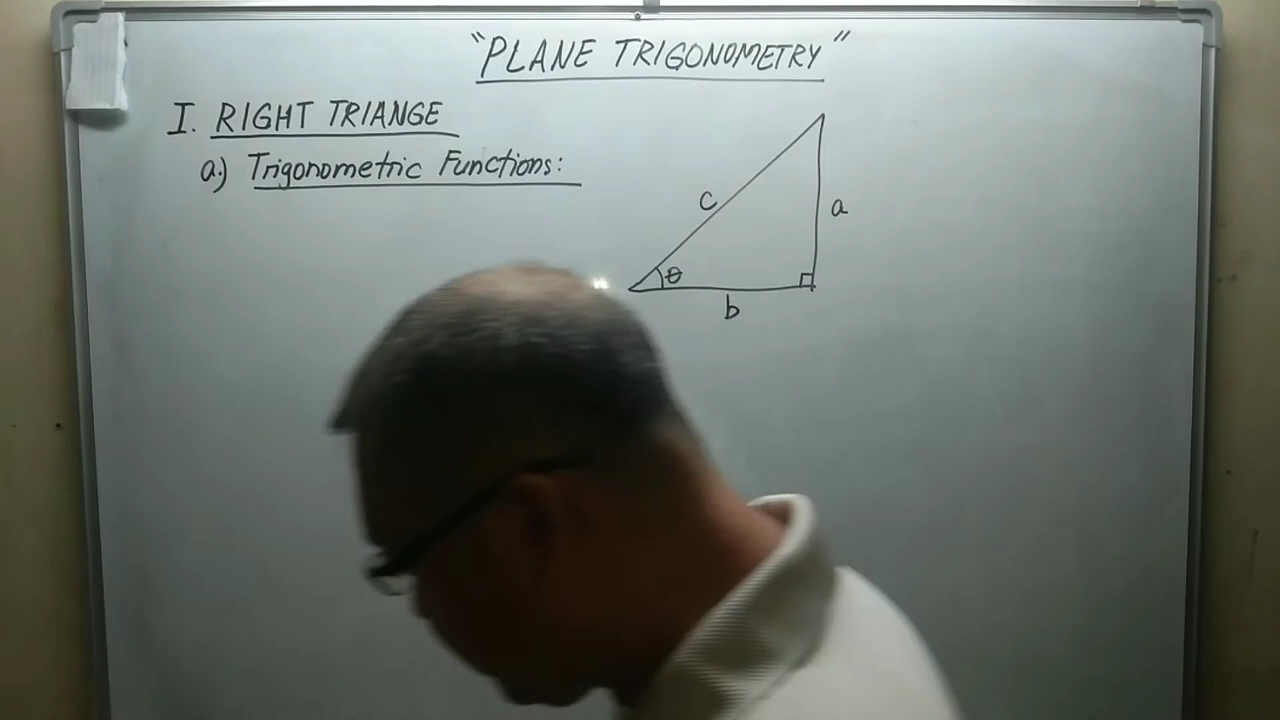 "PLANE TRIGONOMETRY"
I. RIGHT TRIANGE
a.) Trigonometric Functions:
c
a
θ
b